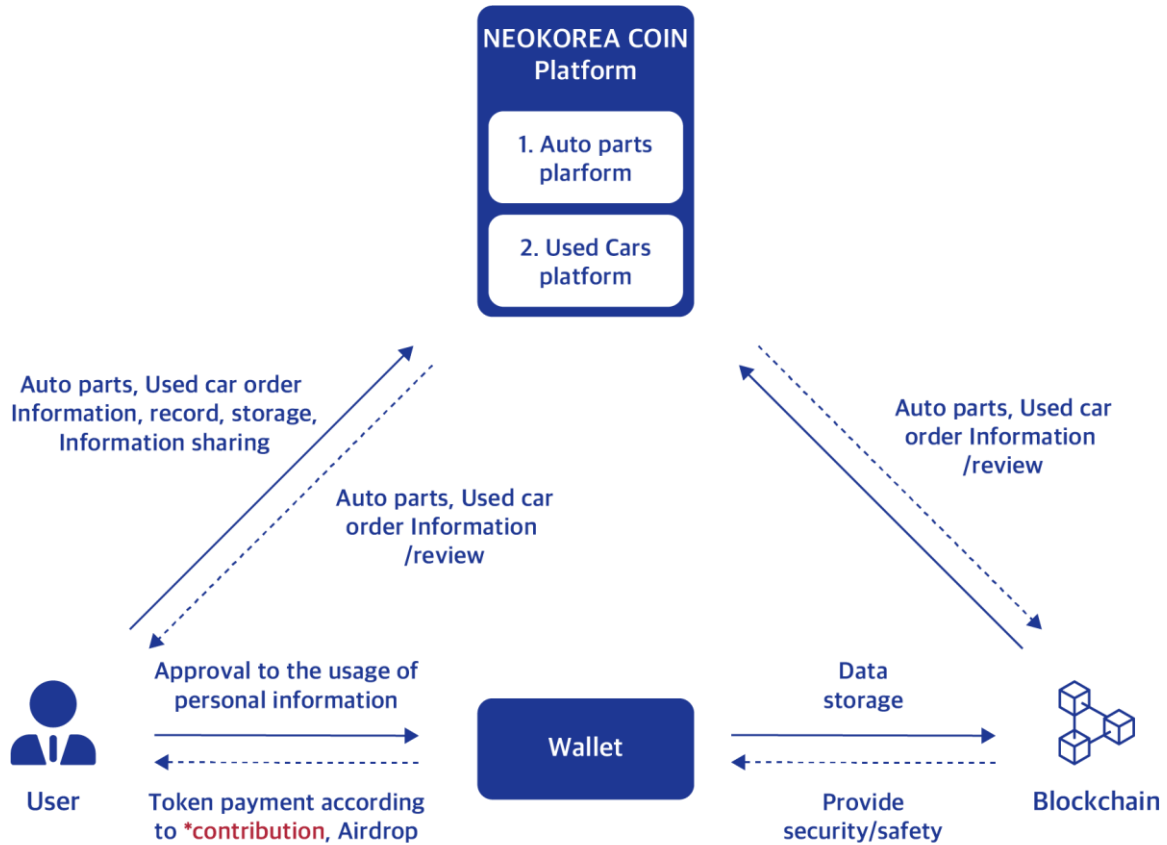 NEOKOREA COIN
Platform
1. Auto parts
plarform
2. Used Cars
platform
Auto parts, Used car order
Information, record, storage,
Information sharing
Auto parts, Used car
order Information
/review
Auto parts, Used car
order Information
/review
Approval to the usage of
personal information
Data
storage
Wallet
User
Token payment according
to *contribution, Airdrop
Provide
security/safety
Blockchain